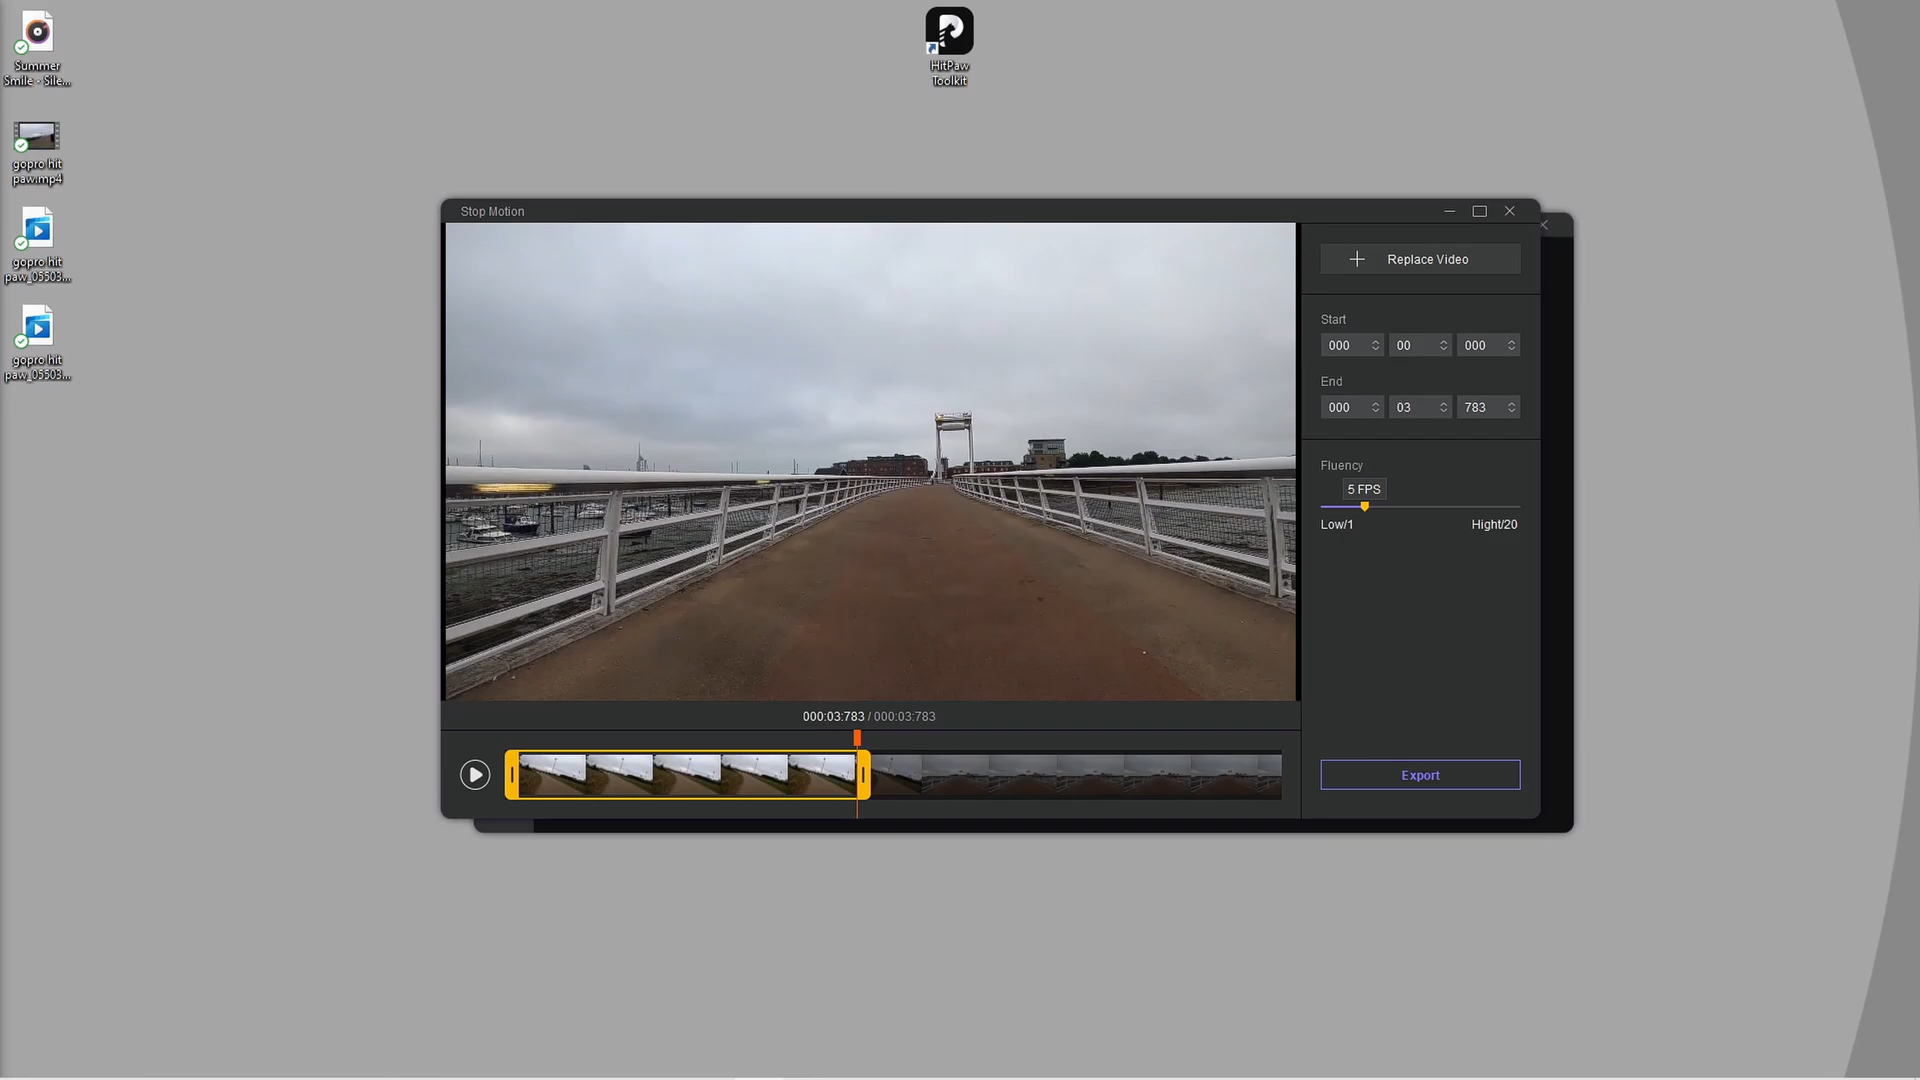 Summer
Smile - Sile...
gopro hit
paw.mp4
gopro hit
paw_05503...
gopro hit
paw_05503...
HitPaw
Toolkit
Stop Motion
Replace Video
Start
000
00
000
End
000
03
783
Fluency
5 FPS
Low/1
Hight/20
000:03:783 / 000:03:783
Export